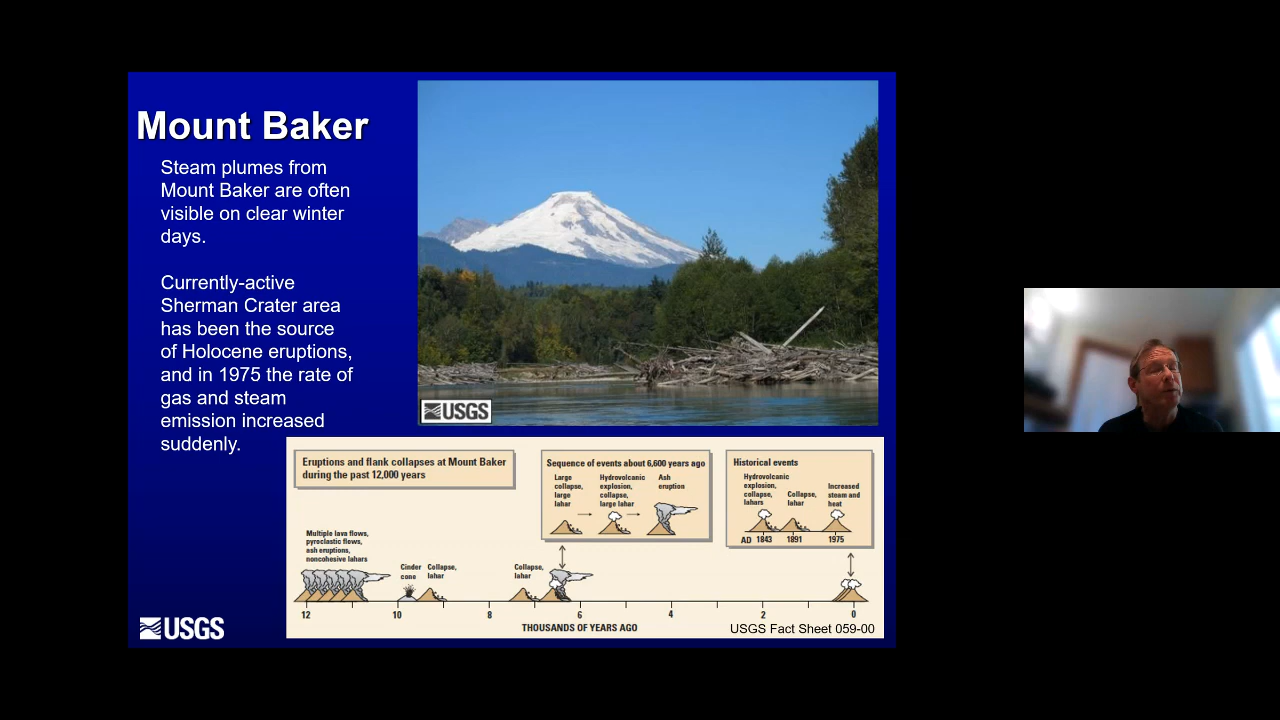 Mount Baker
Steam plumes from
Mount Baker are often
visible on clear winter
days.
Currently-active
Sherman Crater area
has been the source
of Holocene eruptions,
and in 1975 the rate of
gas and steam
emission increased
suddenly.
USGS
Eruptions and flank collapses at Mount Baker
during the past 12,000 years
Sequence of events about 6,600 years ago
Large
collapse,
large
lahar
Hydrovolcanic
explosion,
collapse,
large lahar
Ash
eruption
Historical events
Hydrovolcanic
explosion,
collapse,
lahars
Collapse,
lahar
Increased
steam and
heat
AD 1843 1891 1975
Multiple lava flows,
pyroclastic flows,
ash eruptions,
noncohesive lahars
Cinder
cone
Collapse,
lahar
Collapse,
lahar
12 10 8 6 4 2 0
THOUSANDS OF YEARS AGO
USGS Fact Sheet 059-00
USGS